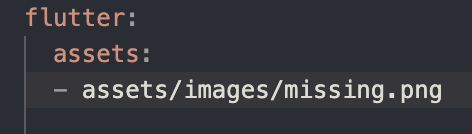 flutter:
  assets:
  - assets/images/missing.png